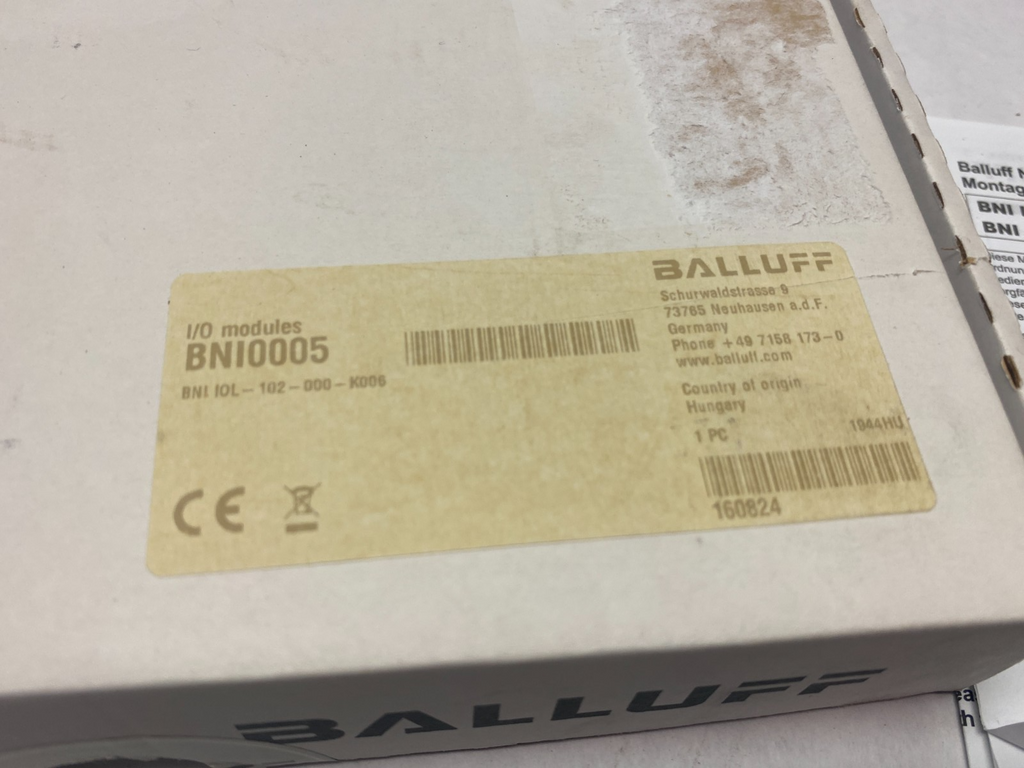 I/O modules
BNI0005
BNI IOL-102-000-K006
BALLUFF
Schurwaldstrasse 9
73765 Neuhausen a.d.F.
Germany
Phone +49 7158 173-0
www.balluff.com
Country of origin
Hungary
1 PC
1044HU
160824
CE
BALLUFF
Balluff
Montag
BNI
BNI